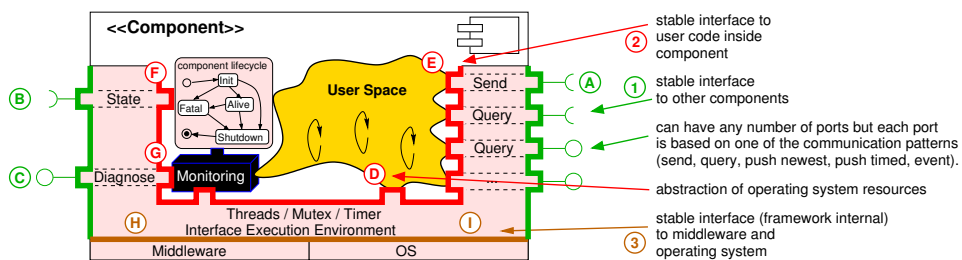 <<Component>>
stable interface to
user code inside
component
2
E
F
component lifecycle
Init
Alive
Fatal
Shutdown
User Space
Send
A
1
stable interface
to other components
B
State
Query
can have any number of ports but each port
is based on one of the communication patterns
(send, query, push newest, push timed, event).
Query
G
C
Diagnose
Monitoring
D
...
abstraction of operating system resources
H
Threads / Mutex / Timer
Interface Execution Environment
I
stable interface (framework internal)
to middleware and
operating system
3
Middleware
OS